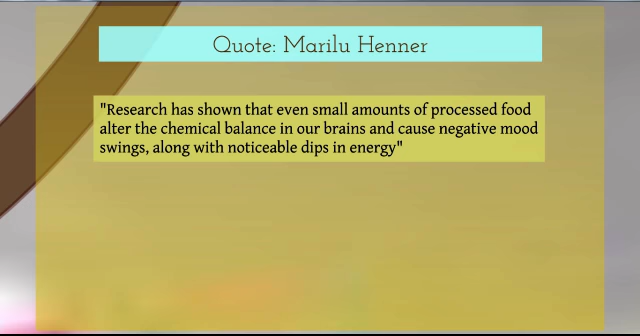 Quote: Marilu Henner
"Research has shown that even small amounts of processed food
alter the chemical balance in our brains and cause negative mood
swings, along with noticeable dips in energy"